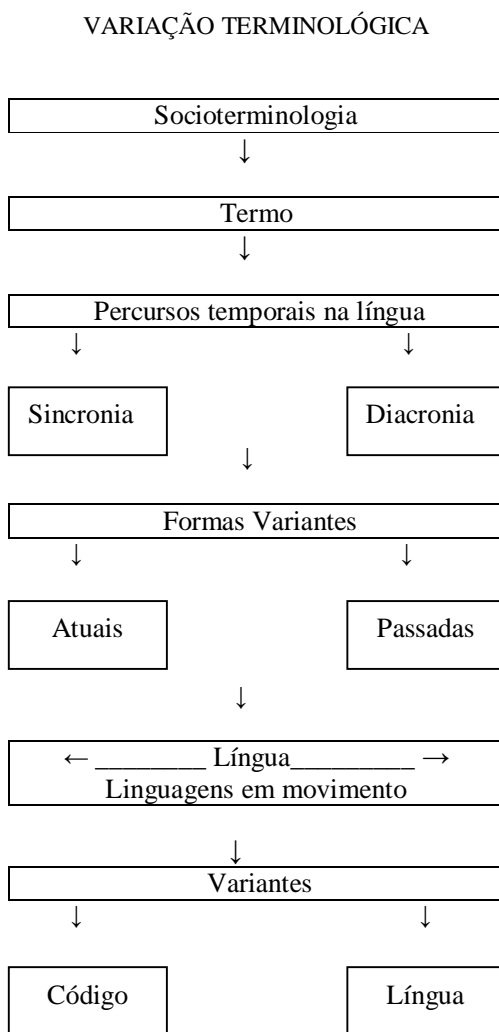 VARIAÇÃO TERMINOLÓGICA
Socioterminologia
↓
Termo
↓
Percursos temporais na língua
↓ ↓
Sincronia Diacronia
↓
Formas Variantes
↓ ↓
Atuais Passadas
↓
← ________ Língua_________ →
Linguagens em movimento
↓
Variantes
↓ ↓
Código Língua